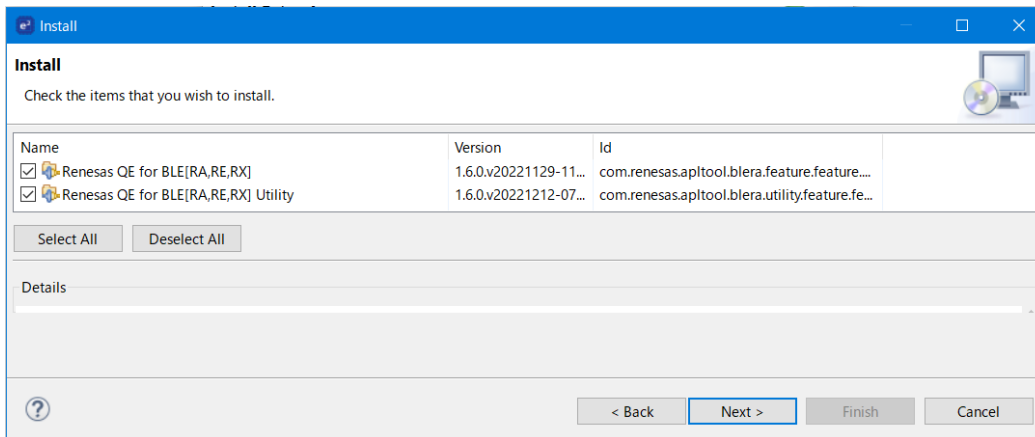 e² Install
Install
Check the items that you wish to install.
Name Version Id
Renesas QE for BLE[RA,RE,RX] 1.6.0.v20221129-11... com.renesas.apltool.blera.feature.feature....
Renesas QE for BLE[RA,RE,RX] Utility 1.6.0.v20221212-07... com.renesas.apltool.blera.utility.feature.fe...
Select All Deselect All
Details
? < Back Next > Finish Cancel